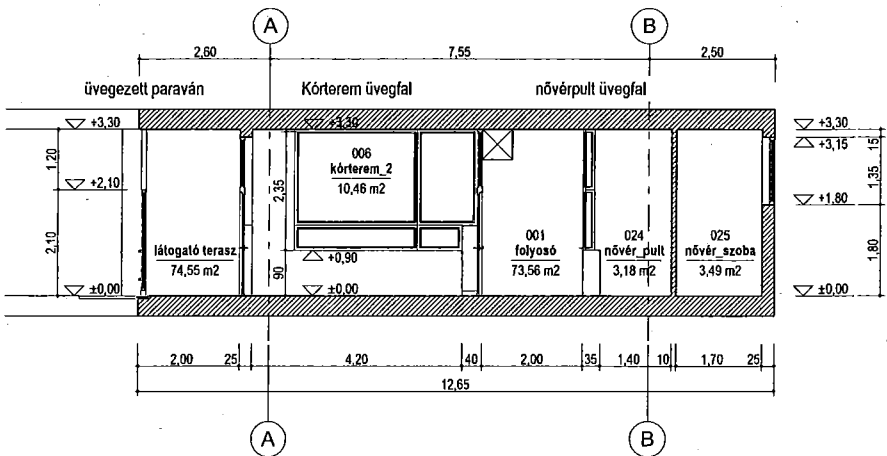 A
B
2,60
7,55
2,50
üvegezett paraván
Kórterem üvegfal
nővérpult üvegfal
+3,30
+3,30
+3,30
+3,15
15
1,20
006
kórterem_2
10,46 m2
2,35
1,35
+2,10
+1,80
2,10
látogató terasz
74,55 m2
001
folyosó
73,56 m2
024
nővér_pult
3,18 m2
025
nővér_szoba
3,49 m2
+0,90
90
1,80
±0,00
±0,00
±0,00
2,00
25
4,20
40
2,00
35
1,40
10
1,70
25
12,65
A
B